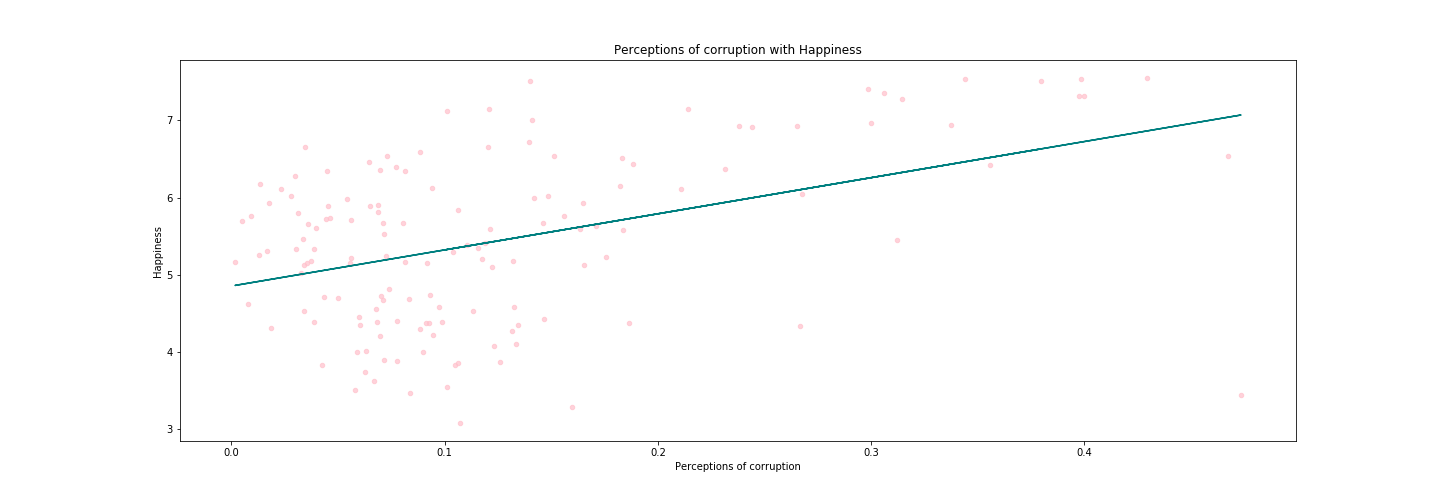 Perceptions of corruption with Happiness
Happiness
7
6
5
4
3
0.0 0.1 0.2 0.3 0.4
Perceptions of corruption